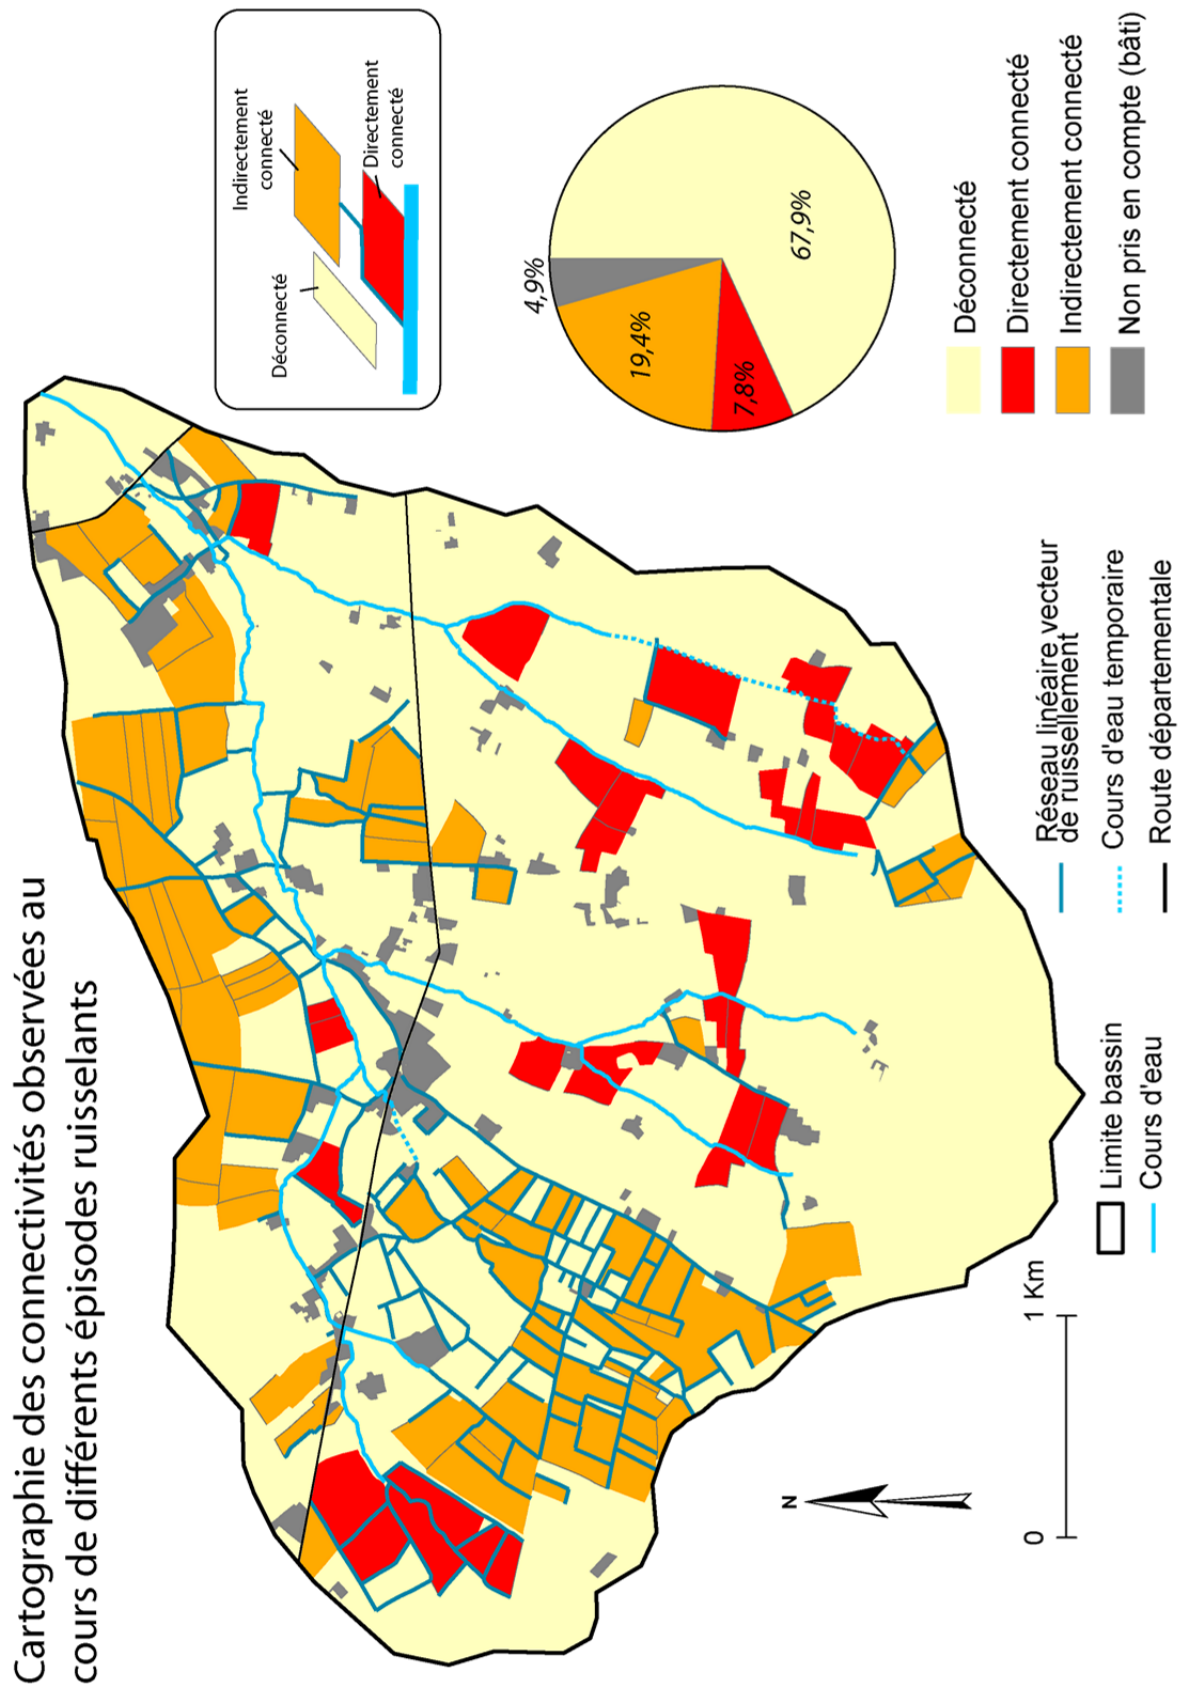 Cartographie des connectivités observées au
cours de différents épisodes ruisselants
Déconnecté
Indirectement
connecté
Directement
connecté
4,9%
19,4%
7,8%
67,9%
Déconnecté
Directement connecté
Indirectement connecté
Non pris en compte (bâti)
N
0
1 Km
Limite bassin
Cours d'eau
Réseau linéaire vecteur
de ruissellement
Cours d'eau temporaire
Route départementale